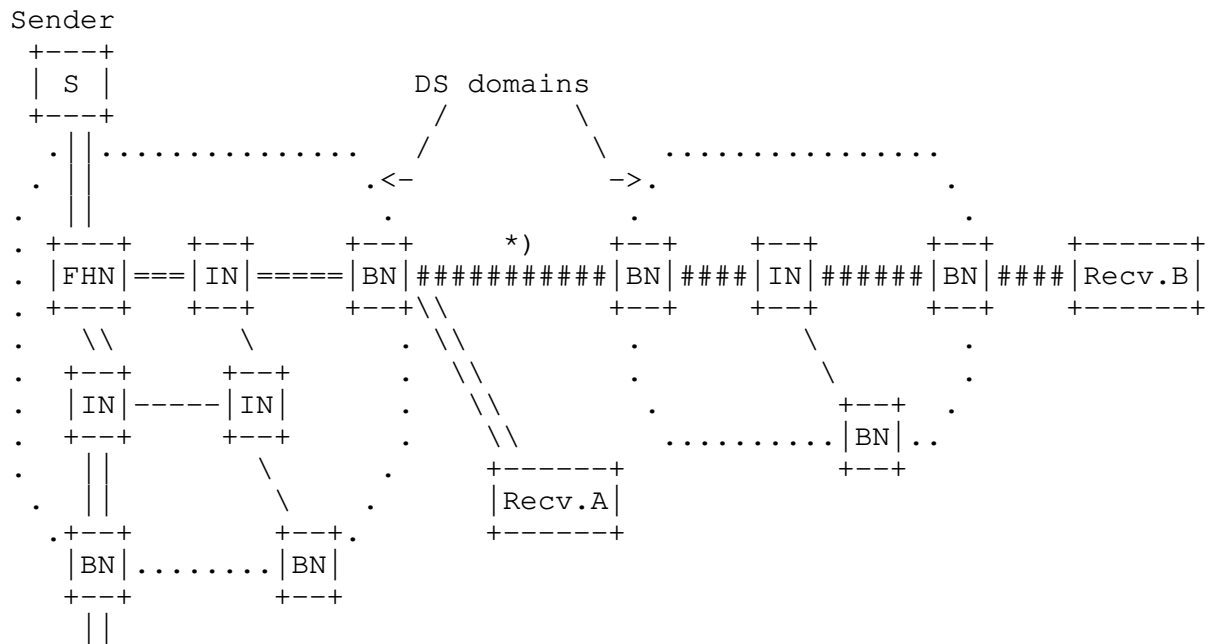 Sender
S
DS domains
*)
FHN IN BN BN IN BN Recv.B
IN IN
BN
Recv.A
BN BN